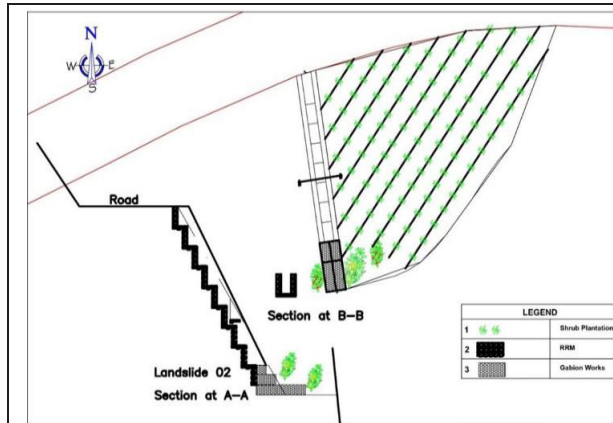 N
W E
S
Road
Section at B-B
Landslide 02
Section at A-A
LEGEND
1 Shrub Plantation
2 RRM
3 Gabion Works